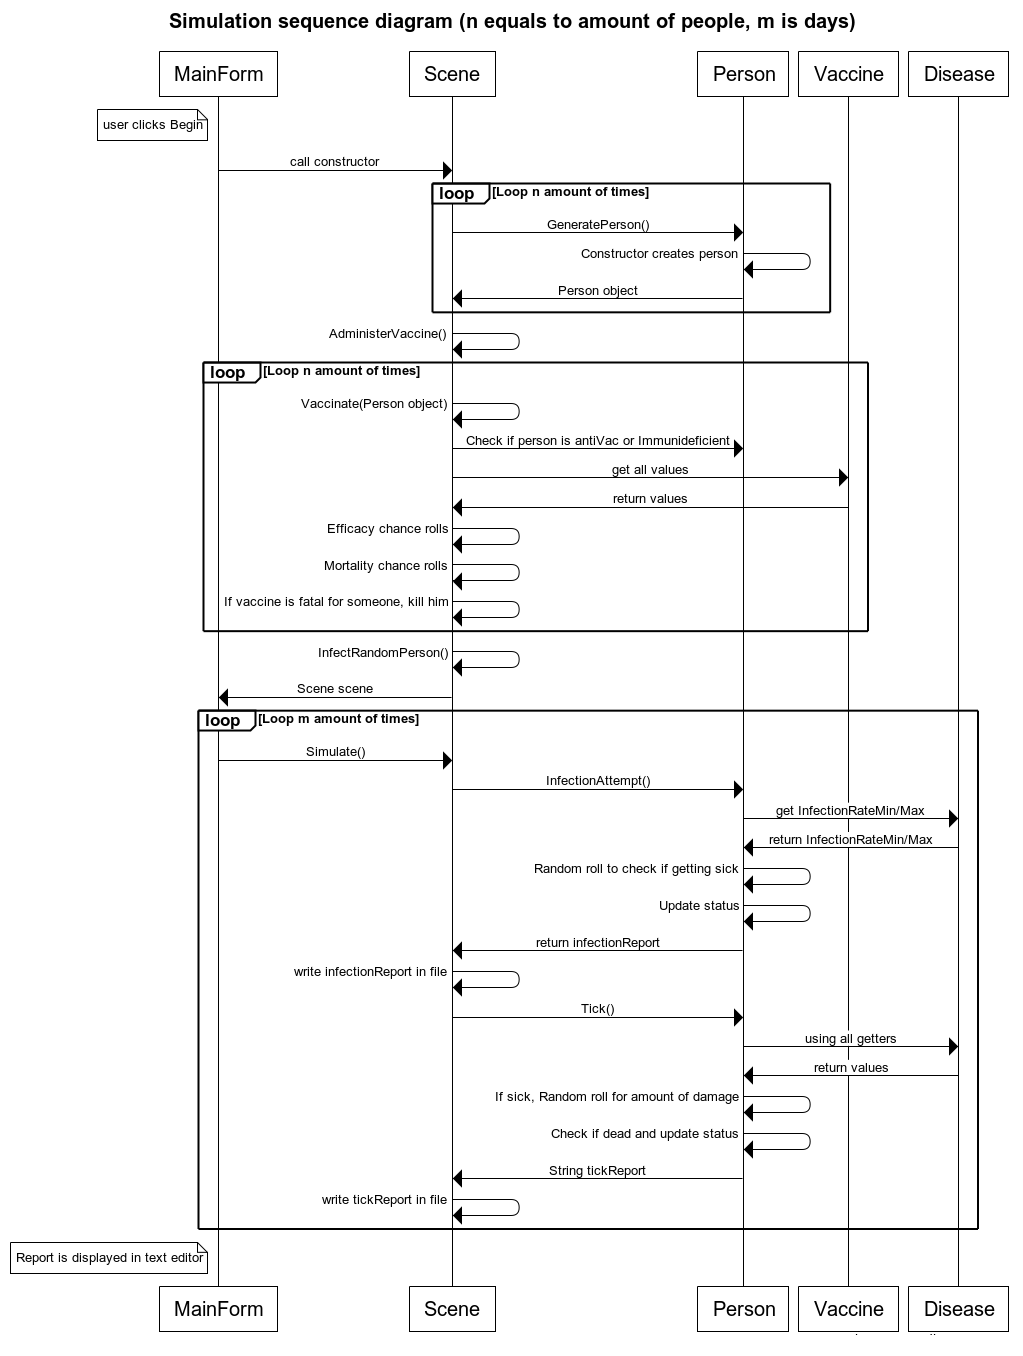 Simulation sequence diagram (n equals to amount of people, m is days)
MainForm
Scene
Person
Vaccine
Disease
user clicks Begin
call constructor
loop
[Loop n amount of times]
GeneratePerson()
Constructor creates person
Person object
AdministerVaccine()
loop
[Loop n amount of times]
Vaccinate(Person object)
Check if person is antiVac or Immunideficient
get all values
return values
Efficacy chance rolls
Mortality chance rolls
If vaccine is fatal for someone, kill him
InfectRandomPerson()
Scene scene
loop
[Loop m amount of times]
Simulate()
InfectionAttempt()
get InfectionRateMin/Max
return InfectionRateMin/Max
Random roll to check if getting sick
Update status
return infectionReport
write infectionReport in file
Tick()
using all getters
return values
If sick, Random roll for amount of damage
Check if dead and update status
String tickReport
write tickReport in file
Report is displayed in text editor
MainForm
Scene
Person
Vaccine
Disease